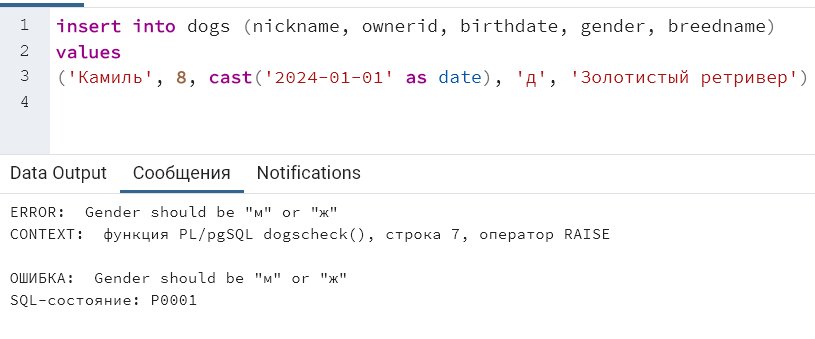 1 insert into dogs (nickname, ownerid, birthdate, gender, breedname)
2 values
3 ('Камиль', 8, cast('2024-01-01' as date), 'д', 'Золотистый ретривер')
4
Data Output Сообщения Notifications
ERROR:  Gender should be "м" or "ж"
CONTEXT:  функция PL/pgSQL dogscheck(), строка 7, оператор RAISE
ОШИБКА:  Gender should be "м" or "ж"
SQL-состояние: P0001